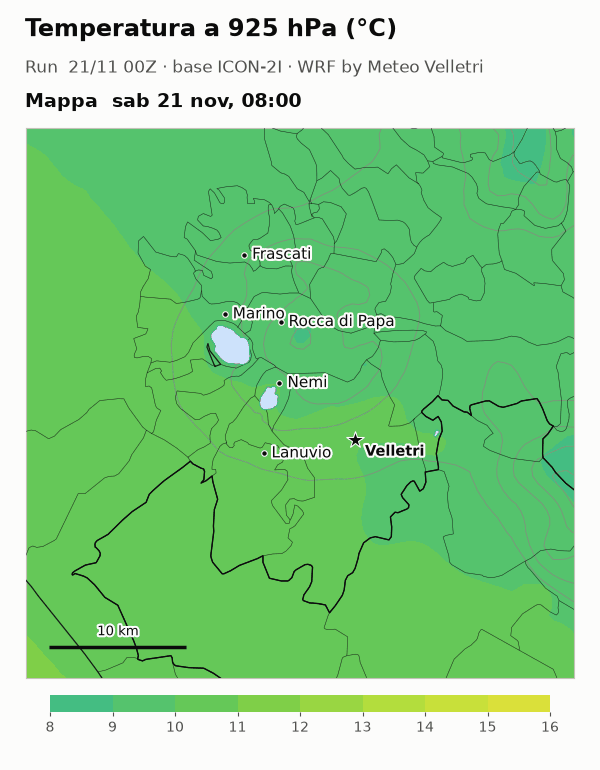 Temperatura a 925 hPa (°C)
Run  21/11 00Z · base ICON-2I · WRF by Meteo Velletri
Mappa  sab 21 nov, 08:00
Frascati
Marino
Rocca di Papa
Nemi
Velletri
Lanuvio
10 km
8 9 10 11 12 13 14 15 16